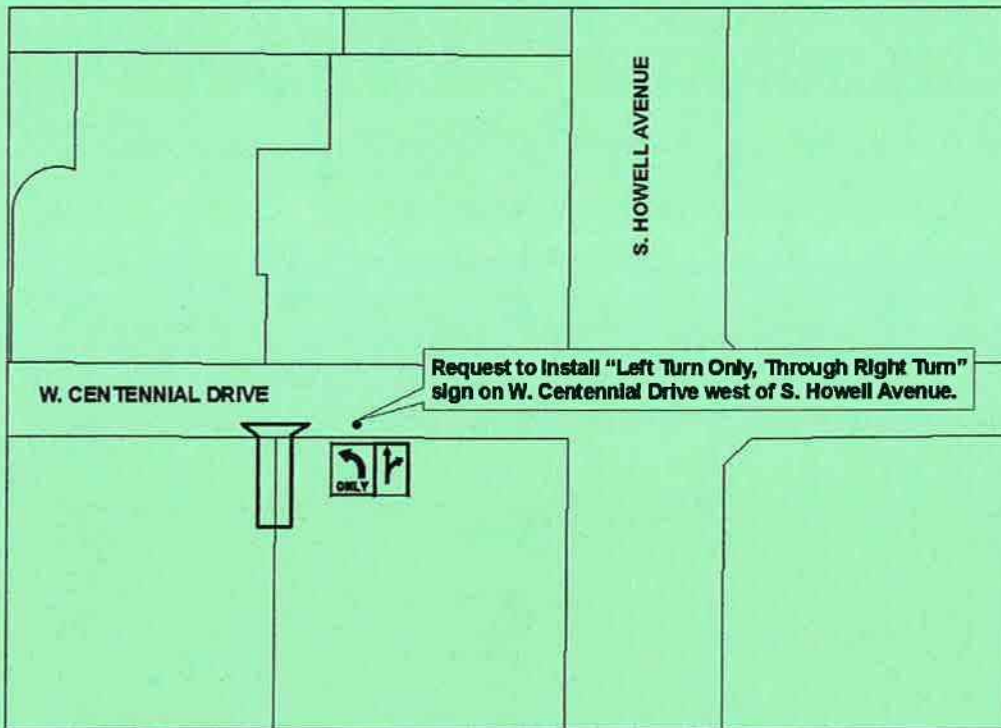 S. HOWELL AVENUE
Request to Install “Left Turn Only, Through Right Turn”
sign on W. Centennial Drive west of S. Howell Avenue.
W. CENTENNIAL DRIVE
ONLY